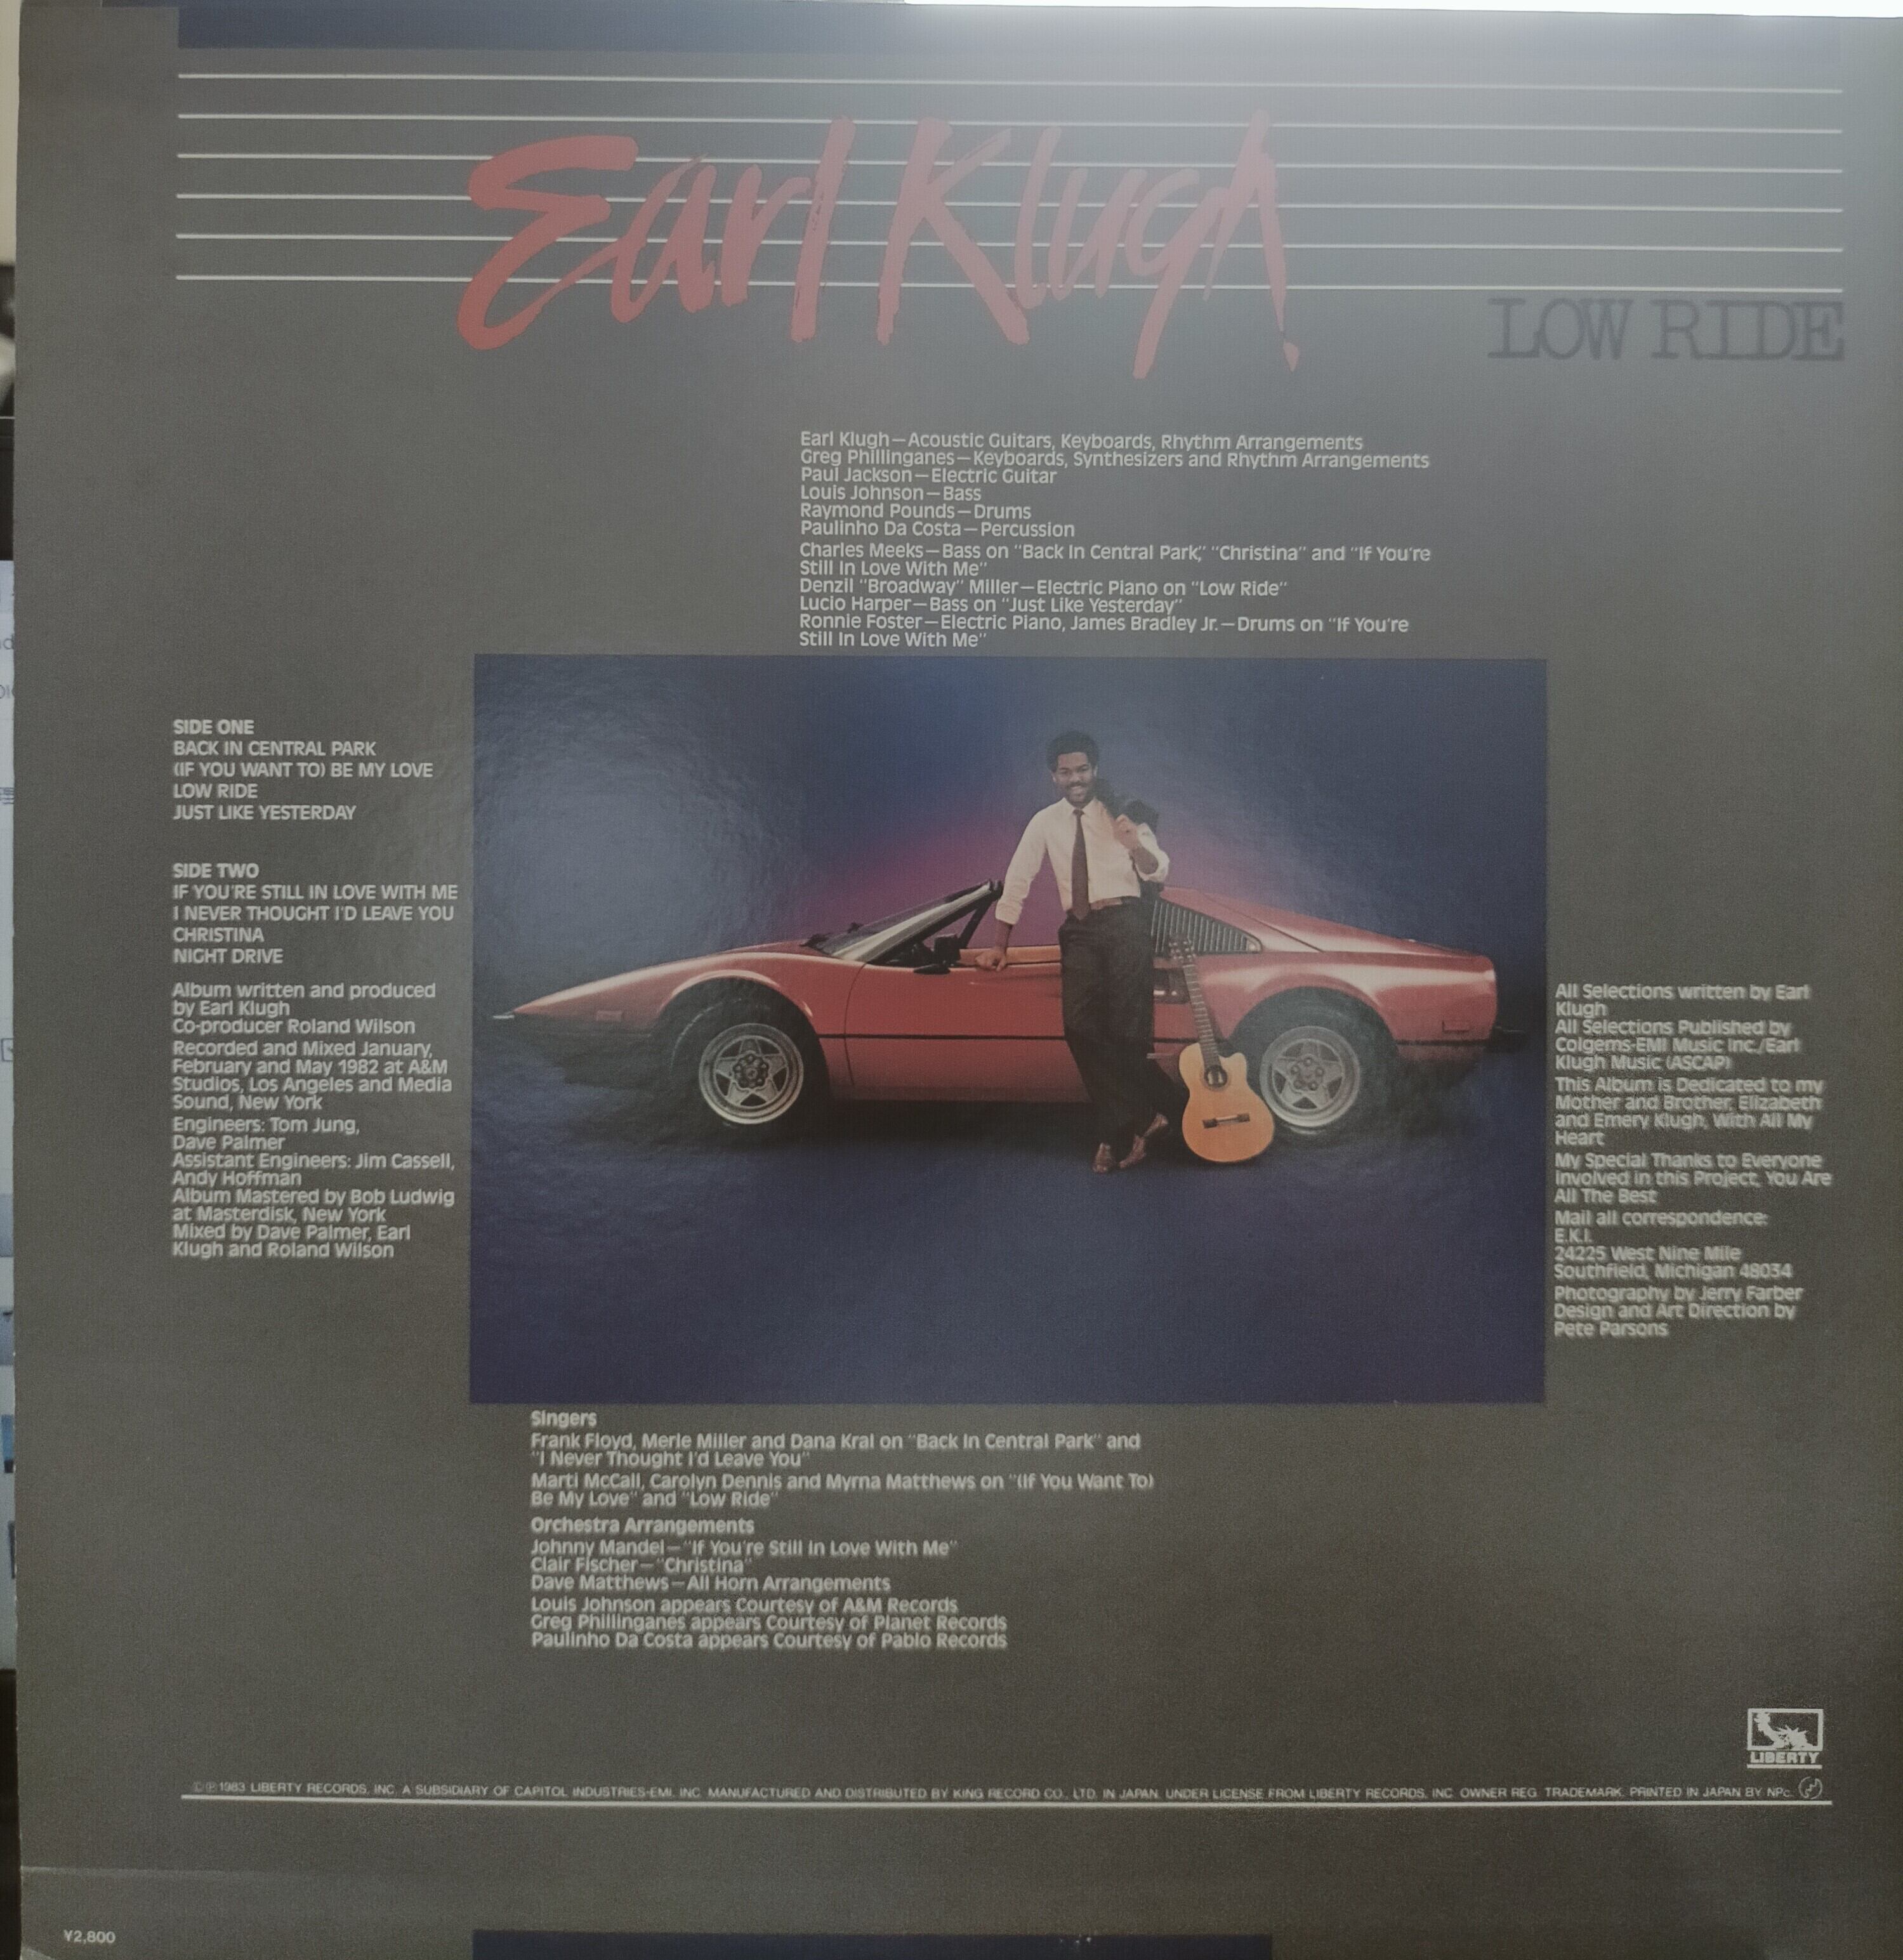 Earl Klugh
LOW RIDE
Earl Klugh—Acoustic Guitars, Keyboards, Rhythm Arrangements
Greg Phillinganes—Keyboards, Synthesizers and Rhythm Arrangements
Paul Jackson—Electric Guitar
Louis Johnson—Bass
Raymond Pounds—Drums
Paulinho Da Costa—Percussion
Charles Meeks—Bass on "Back In Central Park," "Christina" and "If You're
Still In Love With Me"
Denzil "Broadway" Miller—Electric Piano on "Low Ride"
Lucio Harper—Bass on "Just Like Yesterday"
Ronnie Foster—Electric Piano, James Bradley Jr.—Drums on "If You're
Still In Love With Me"
SIDE ONE
BACK IN CENTRAL PARK
(IF YOU WANT TO) BE MY LOVE
LOW RIDE
JUST LIKE YESTERDAY
SIDE TWO
IF YOU'RE STILL IN LOVE WITH ME
I NEVER THOUGHT I'D LEAVE YOU
CHRISTINA
NIGHT DRIVE
Album written and produced
by Earl Klugh
Co-producer Roland Wilson
Recorded and Mixed January,
February and May 1982 at A&M
Studios, Los Angeles and Media
Sound, New York
Engineers: Tom Jung,
Dave Palmer
Assistant Engineers: Jim Cassell,
Andy Hoffman
Album Mastered by Bob Ludwig
at Masterdisk, New York
Mixed by Dave Palmer, Earl
Klugh and Roland Wilson
All Selections written by Earl
Klugh
All Selections Published by
Colgems-EMI Music Inc./Earl
Klugh Music (ASCAP)
This Album is Dedicated to my
Mother and Brother, Elizabeth
and Emery Klugh, With All My
Heart
My Special Thanks to Everyone
Involved in this Project, You Are
All The Best
Mail all correspondence:
E.K.I.
24225 West Nine Mile
Southfield, Michigan 48034
Photography by Jerry Farber
Design and Art Direction by
Pete Parsons
Singers
Frank Floyd, Merle Miller and Dana Kral on "Back In Central Park" and
"I Never Thought I'd Leave You"
Marti McCall, Carolyn Dennis and Myrna Matthews on "(If You Want To)
Be My Love" and "Low Ride"
Orchestra Arrangements
Johnny Mandel—"If You're Still In Love With Me"
Clair Fischer—"Christina"
Dave Matthews—All Horn Arrangements
Louis Johnson appears Courtesy of A&M Records
Greg Phillinganes appears Courtesy of Planet Records
Paulinho Da Costa appears Courtesy of Pablo Records
LIBERTY
©℗1983 LIBERTY RECORDS, INC. A SUBSIDIARY OF CAPITOL INDUSTRIES-EMI, INC. MANUFACTURED AND DISTRIBUTED BY KING RECORD CO., LTD. IN JAPAN. UNDER LICENSE FROM LIBERTY RECORDS, INC. OWNER REG. TRADEMARK. PRINTED IN JAPAN BY NPc.
¥2,800